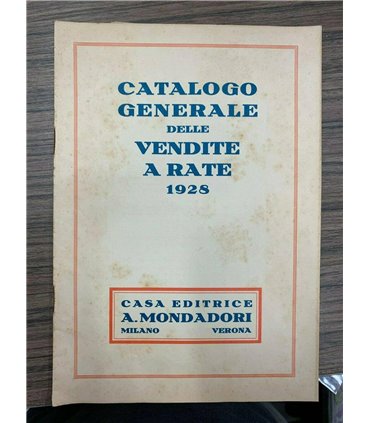 CATALOGO
GENERALE
DELLE
VENDITE
A RATE
1928
CASA EDITRICE
A. MONDADORI
MILANO VERONA